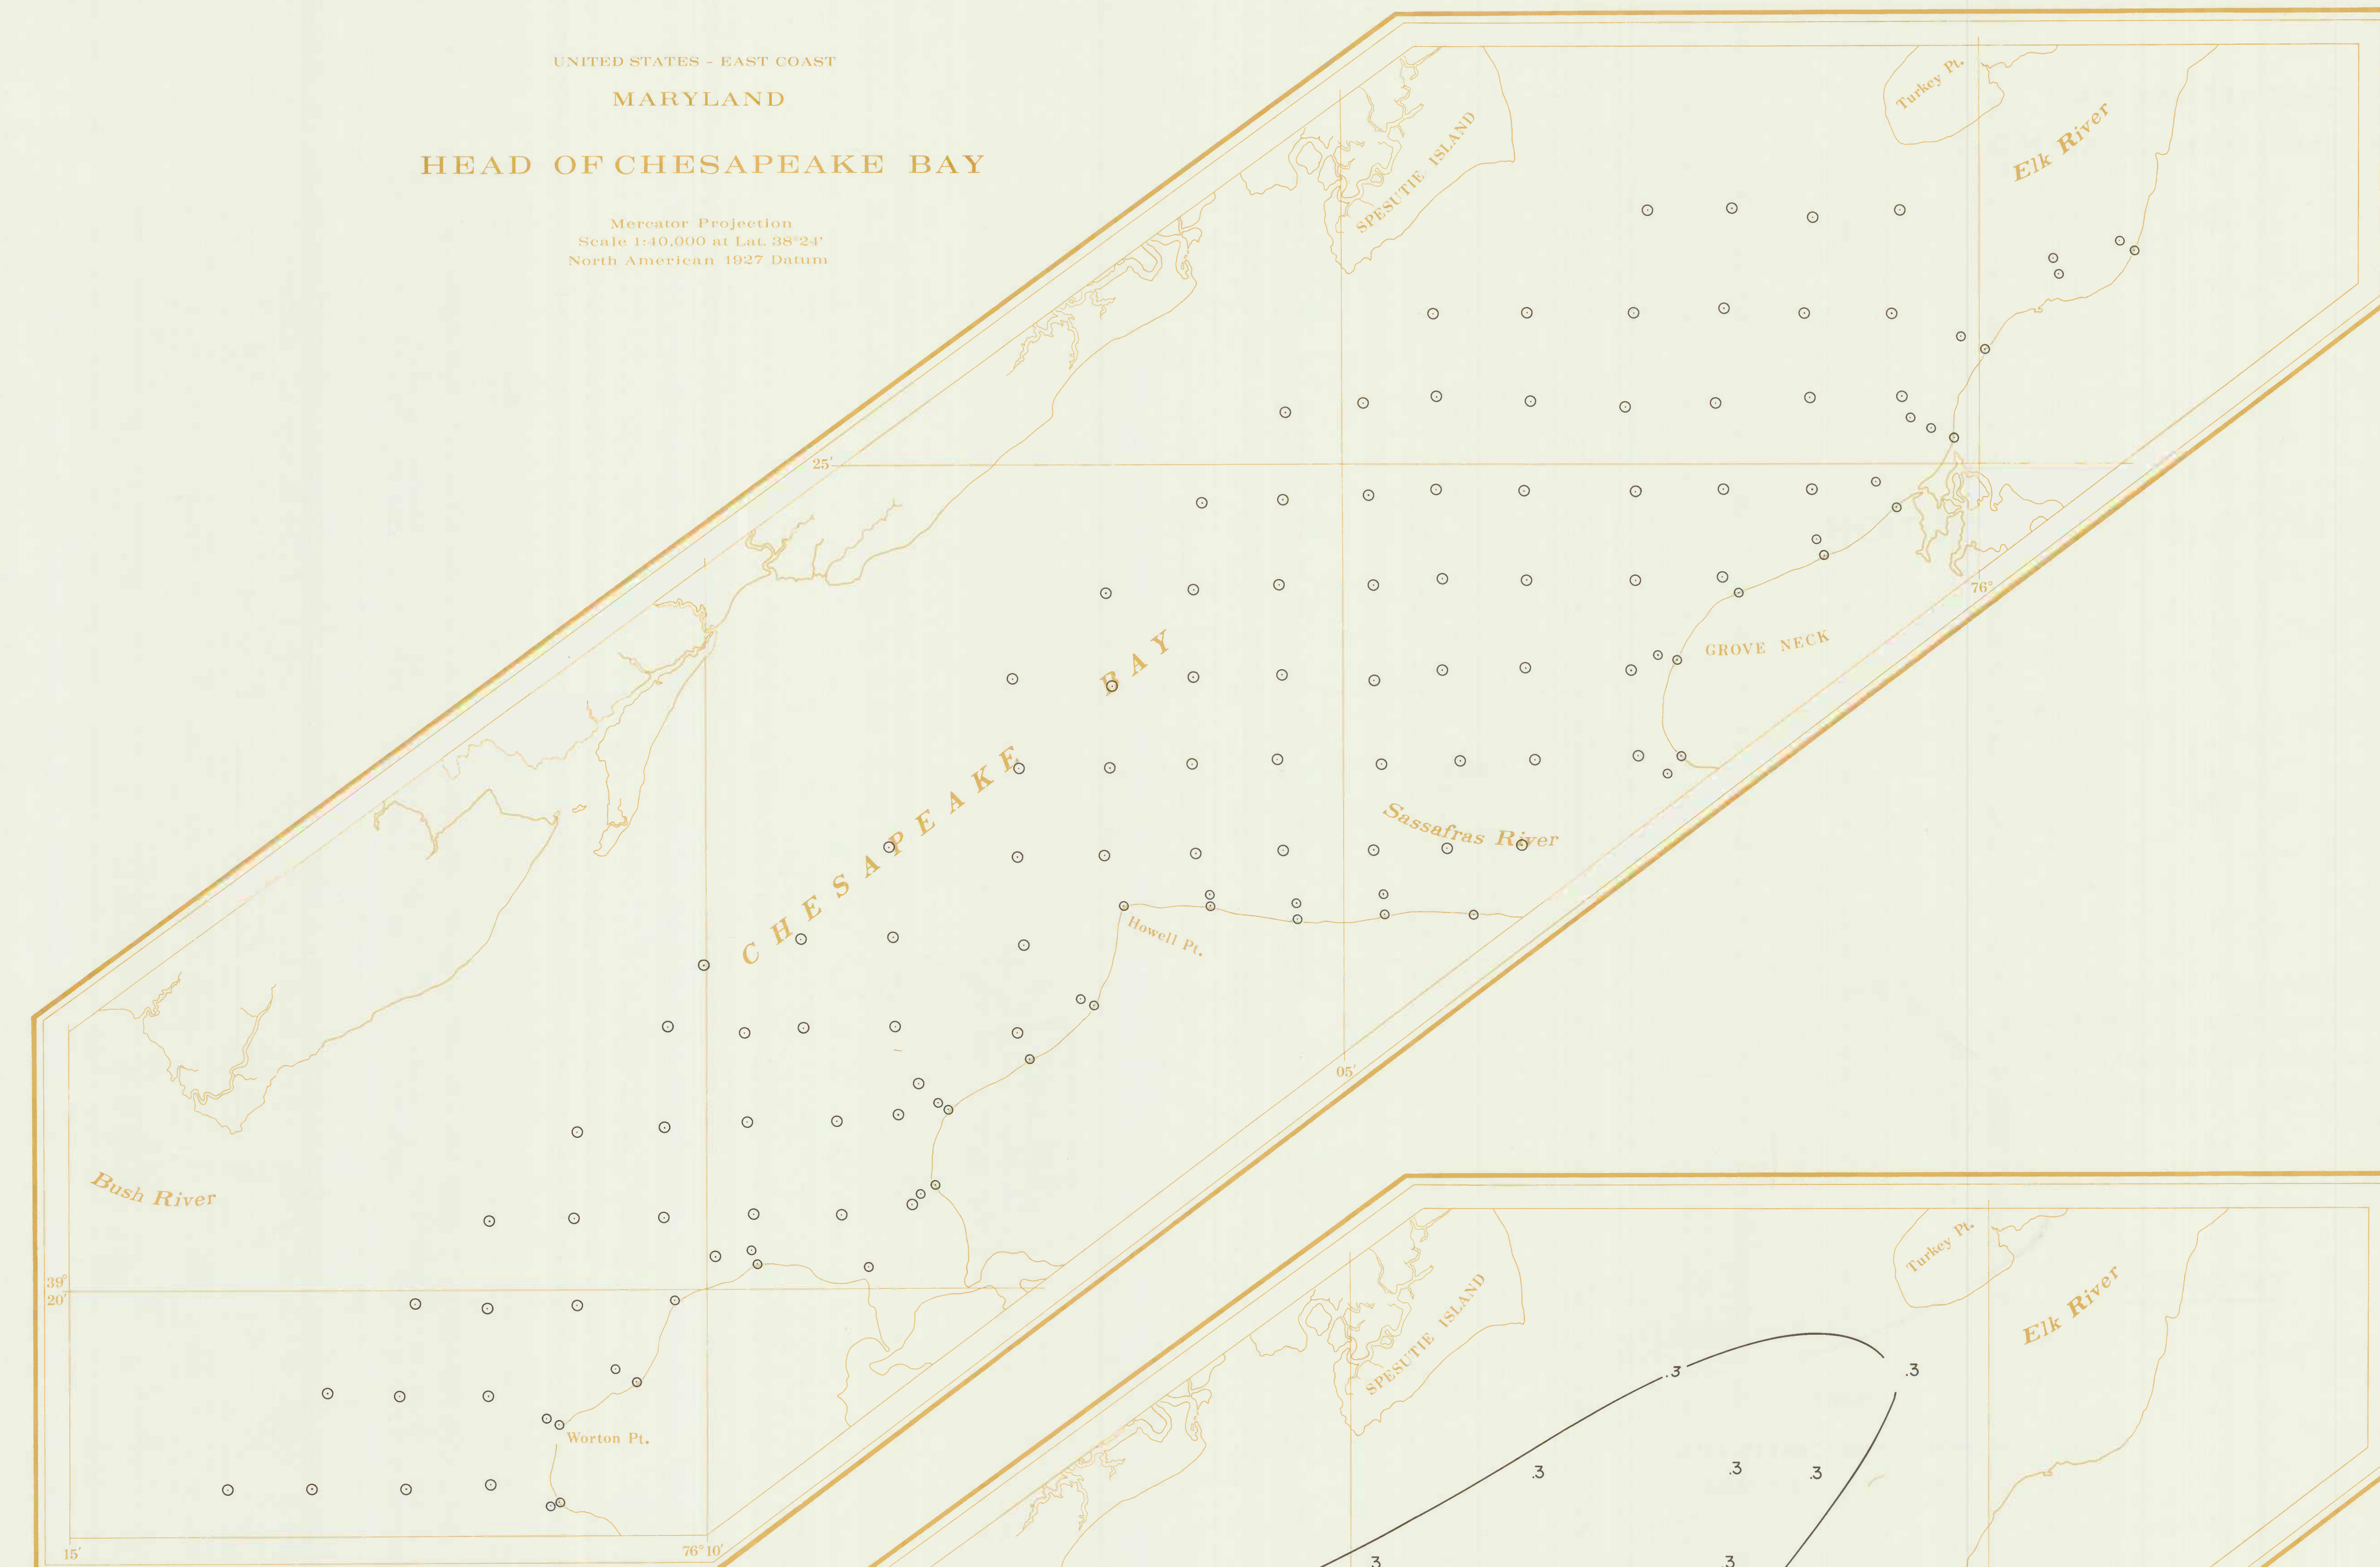 UNITED STATES - EAST COAST
MARYLAND
HEAD OF CHESAPEAKE BAY
Mercator Projection
Scale 1:40,000 at Lat. 38°24'
North American 1927 Datum
Turkey Pt.
Elk River
SPESUTIE ISLAND
25'
76°
GROVE NECK
CHESAPEAKE BAY
Sassafras River
Howell Pt.
05'
Bush River
39°
20'
Worton Pt.
15'
76°10'
Turkey Pt.
Elk River
SPESUTIE ISLAND
.3
.3
.3
.3
.3
.3
.3